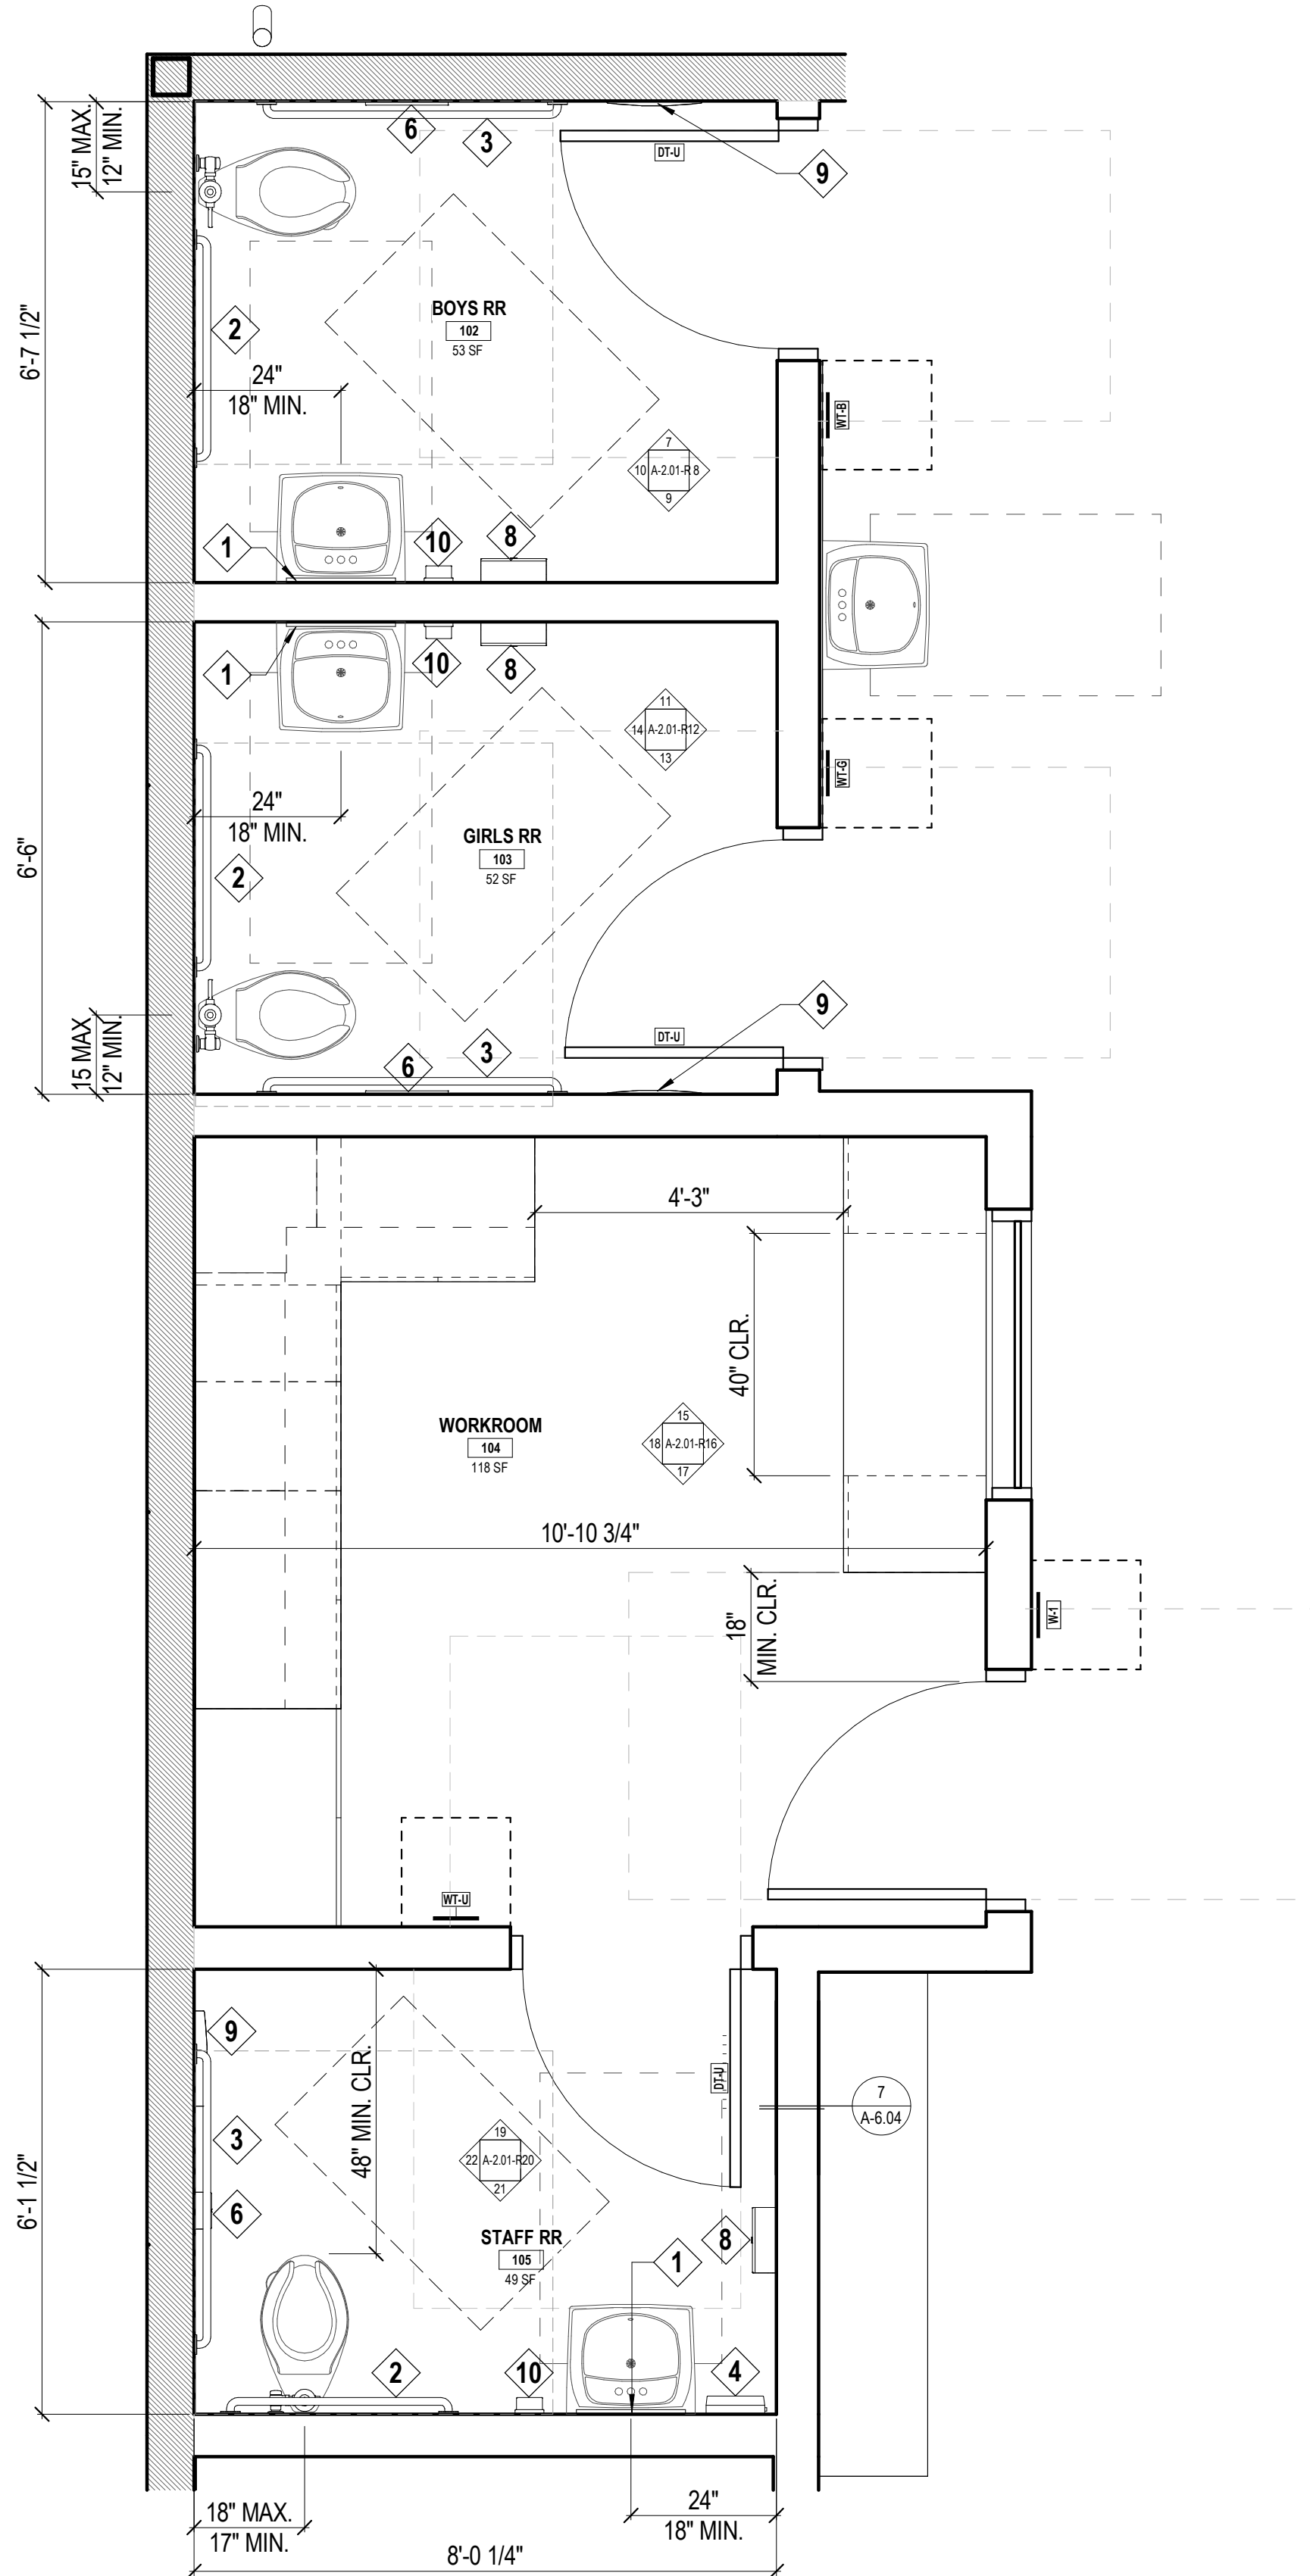 15" MAX.
12" MIN.
6
3
DT-U
9
6'-7 1/2"
2
BOYS RR
102
53 SF
24"
18" MIN.
WT-B
7
10 A-2.01-R 8
9
1
10
8
1
10
8
11
14 A-2.01-R12
13
WT-G
24"
18" MIN.
6'-6"
2
GIRLS RR
103
52 SF
15 MAX
12" MIN.
9
DT-U
6
3
4'-3"
40" CLR.
WORKROOM
104
118 SF
15
18 A-2.01-R16
17
10'-10 3/4"
18"
MIN. CLR.
W-1
WT-U
9
48" MIN. CLR.
DT-U
7
A-6.04
3
19
22 A-2.01-R20
21
6'-1 1/2"
6
STAFF RR
105
49 SF
1
8
2
10
4
18" MAX.
17" MIN.
24"
18" MIN.
8'-0 1/4"